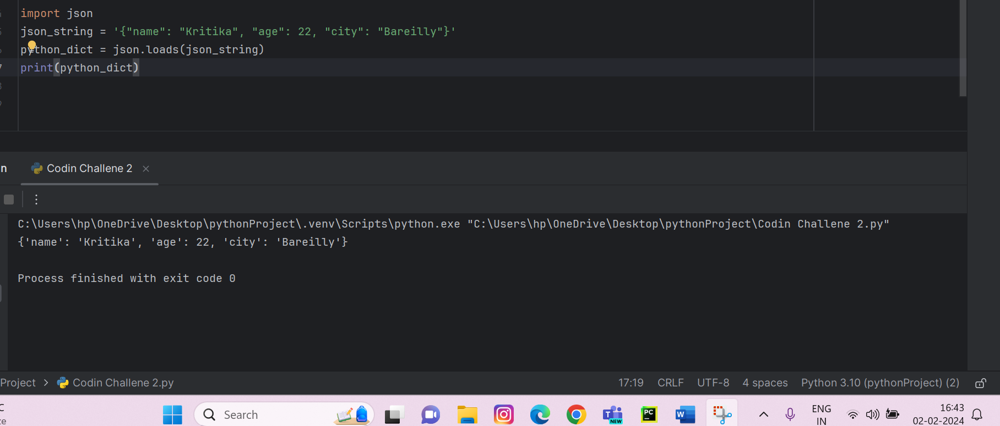 import json
json_string = '{"name": "Kritika", "age": 22, "city": "Bareilly"}'
python_dict = json.loads(json_string)
print(python_dict)
n
Codin Challene 2
C:\Users\hp\OneDrive\Desktop\pythonProject\.venv\Scripts\python.exe "C:\Users\hp\OneDrive\Desktop\pythonProject\Codin Challene 2.py"
{'name': 'Kritika', 'age': 22, 'city': 'Bareilly'}
Process finished with exit code 0
Project > Codin Challene 2.py
17:19 CRLF UTF-8 4 spaces Python 3.10 (pythonProject) (2)
Search
T
NEW
PC
W
ENG
IN
16:43
02-02-2024